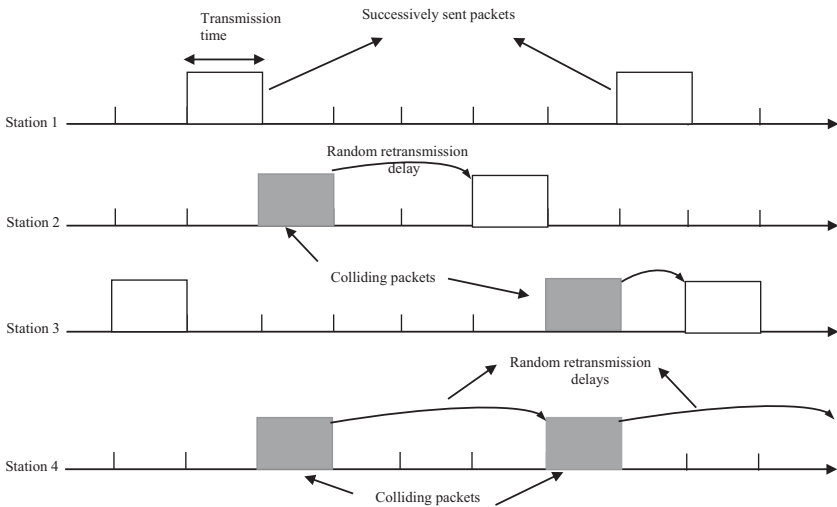 Transmission
time
Successively sent packets
Station 1
Random retransmission
delay
Station 2
Colliding packets
Station 3
Random retransmission
delays
Station 4
Colliding packets